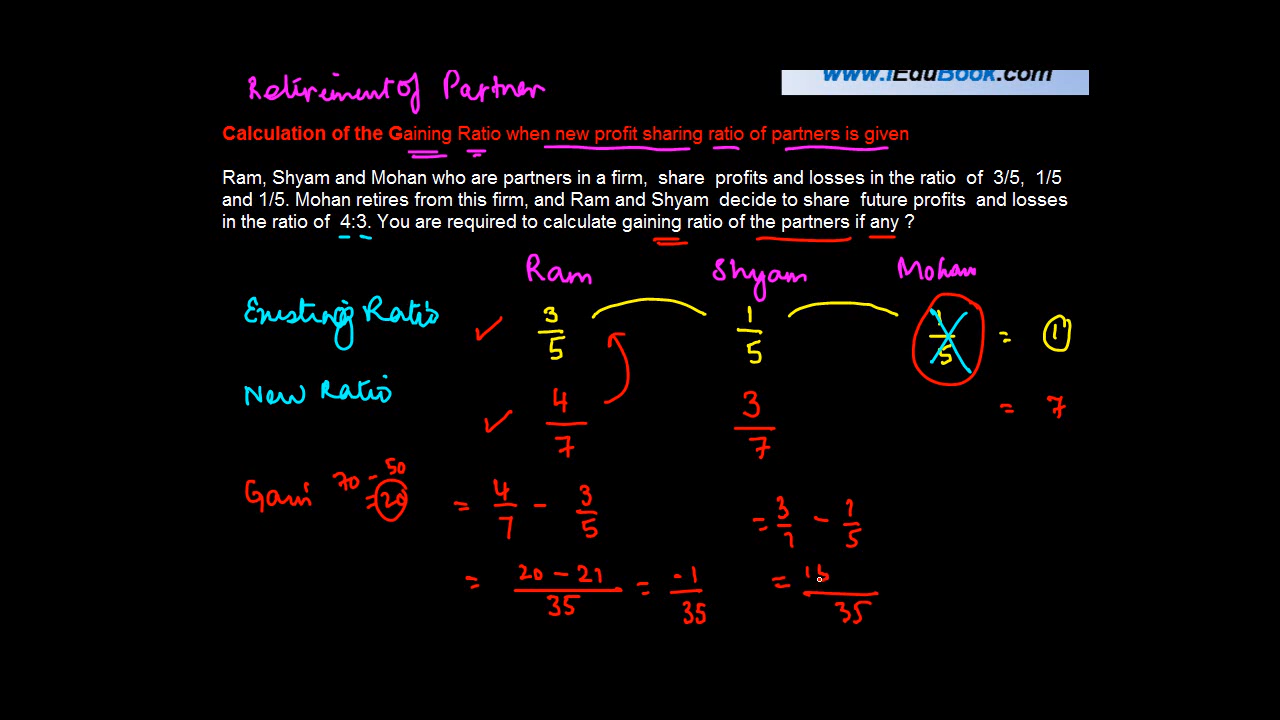 www.iEduBook.com
Retirement of Partner
Calculation of the Gaining Ratio when new profit sharing ratio of partners is given
Ram, Shyam and Mohan who are partners in a firm, share profits and losses in the ratio of 3/5, 1/5
and 1/5. Mohan retires from this firm, and Ram and Shyam decide to share future profits and losses
in the ratio of 4:3. You are required to calculate gaining ratio of the partners if any ?
Ram Shyam Mohan
Existing Ratio ✓ 3/5 1/5 1/5 = 1
New Ratio ✓ 4/7 3/7 = 7
Gain 70 - 50 = 20
= 4/7 - 3/5 = 3/7 - 1/5
= 20 - 21/35 = -1/35 = 15/35